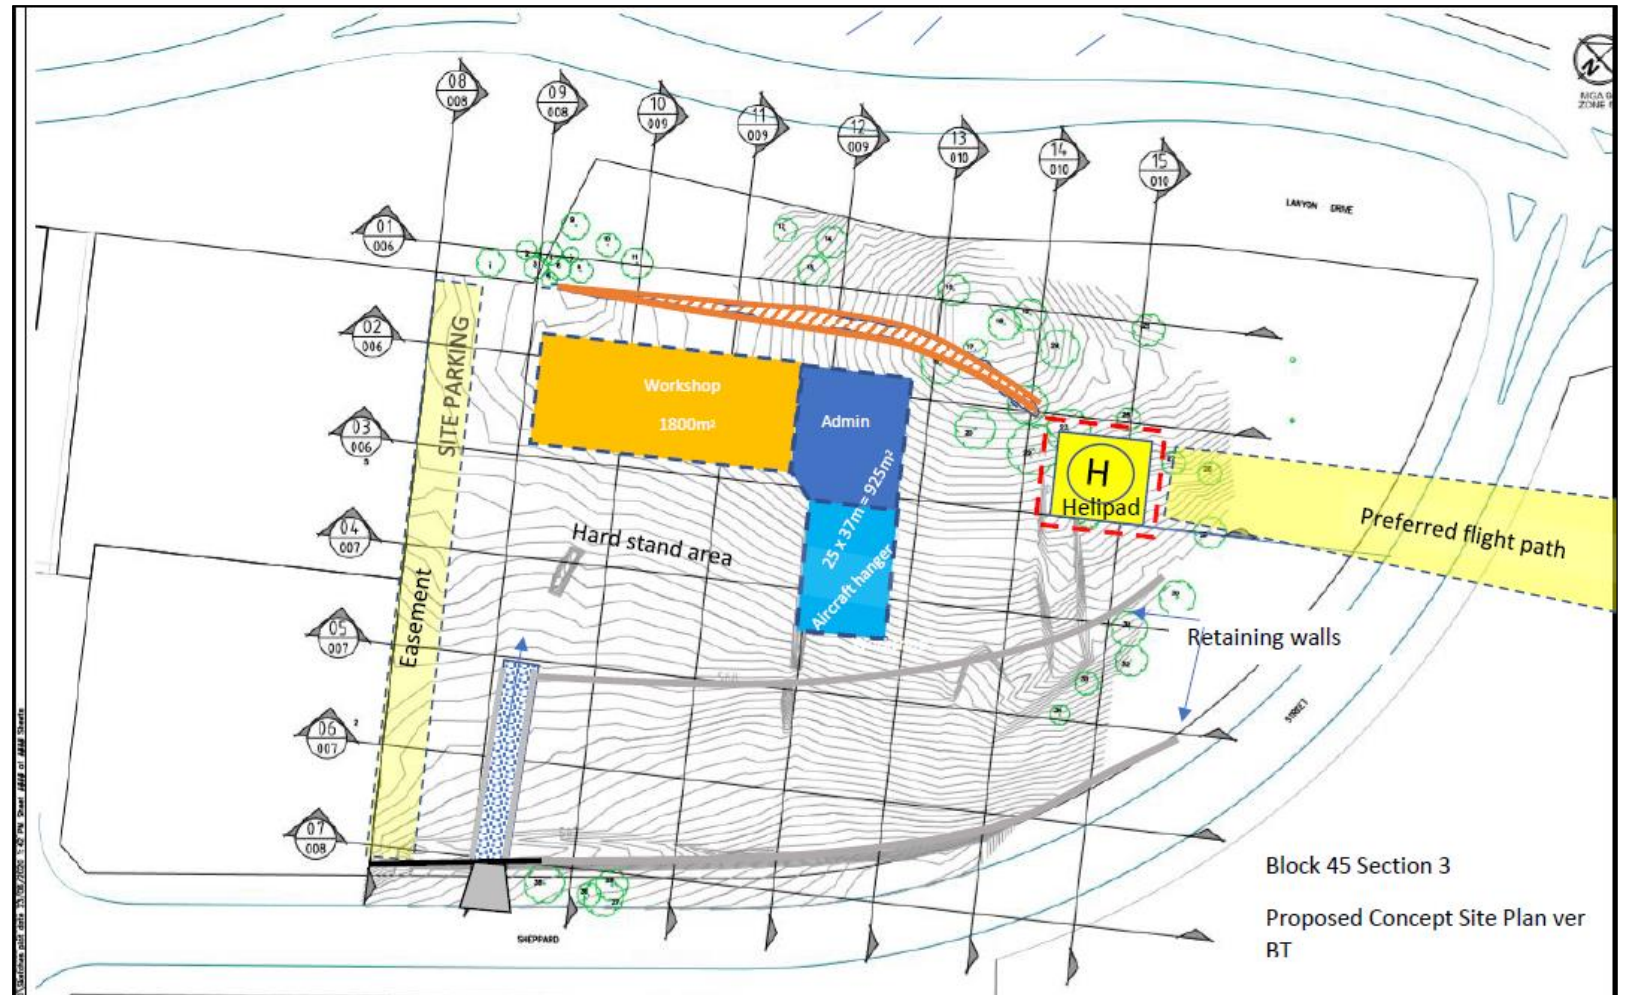 08
008
09
008
10
009
11
009
12
009
13
010
14
010
15
010
MGA
ZONE
LANYON DRIVE
01
006
02
006
03
006
04
007
05
007
06
007
07
008
SITE PARKING
Easement
Workshop
1800m²
Admin
25 x 37m = 925m²
Aircraft hanger
Hard stand area
H
Helipad
Preferred flight path
Retaining walls
STREET
SHEPPARD
Block 45 Section 3
Proposed Concept Site Plan ver
BT